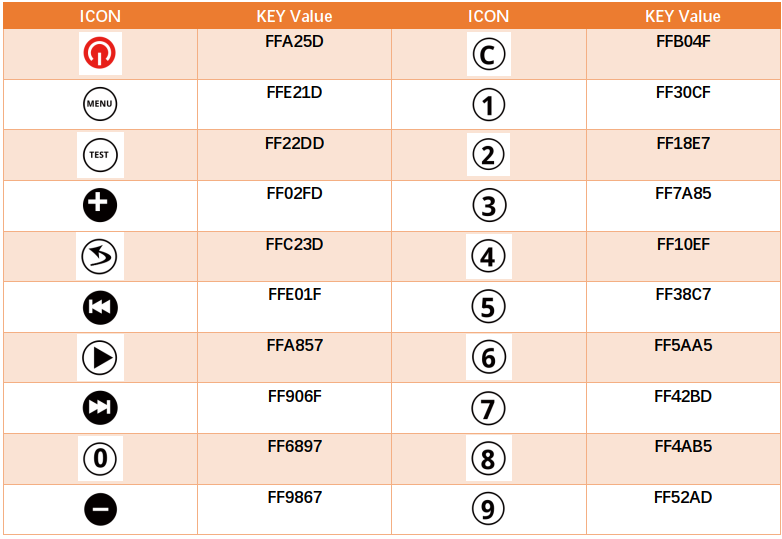 ICON KEY Value ICON KEY Value
FFA25D C FFB04F
MENU FFE21D 1 FF30CF
TEST FF22DD 2 FF18E7
+ FF02FD 3 FF7A85
FFC23D 4 FF10EF
FFE01F 5 FF38C7
FFA857 6 FF5AA5
FF906F 7 FF42BD
0 FF6897 8 FF4AB5
− FF9867 9 FF52AD